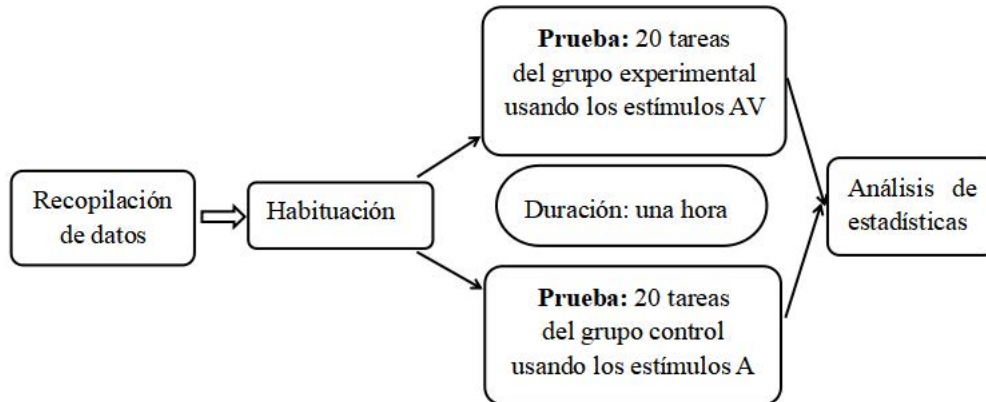 Recopilación
de datos
Habituación
Prueba: 20 tareas
del grupo experimental
usando los estímulos AV
Duración: una hora
Prueba: 20 tareas
del grupo control
usando los estímulos A
Análisis de
estadísticas